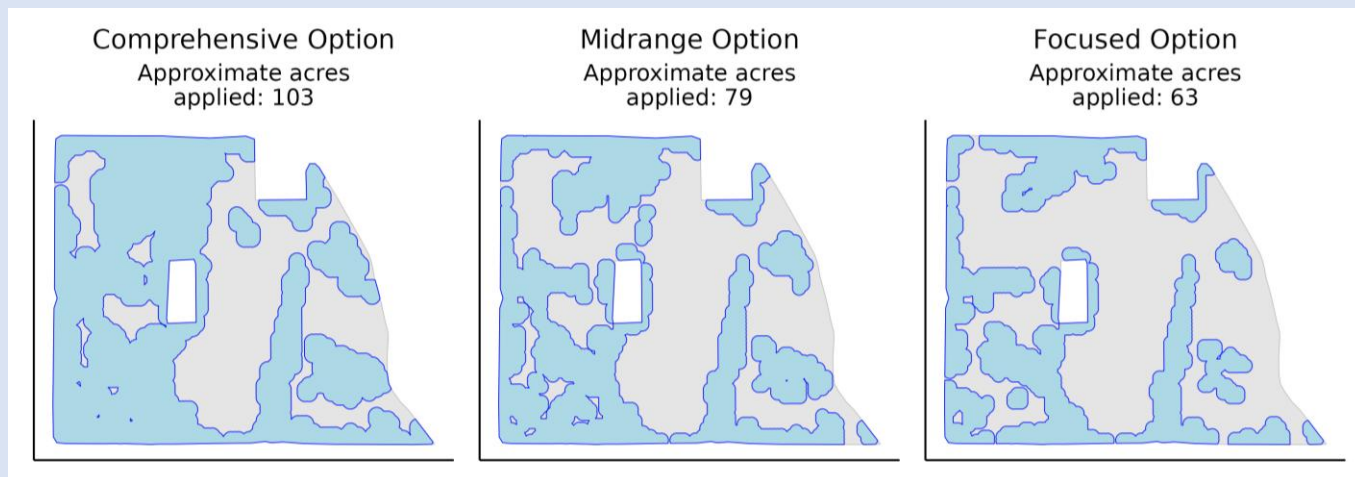 Comprehensive Option
Approximate acres
applied: 103
Midrange Option
Approximate acres
applied: 79
Focused Option
Approximate acres
applied: 63